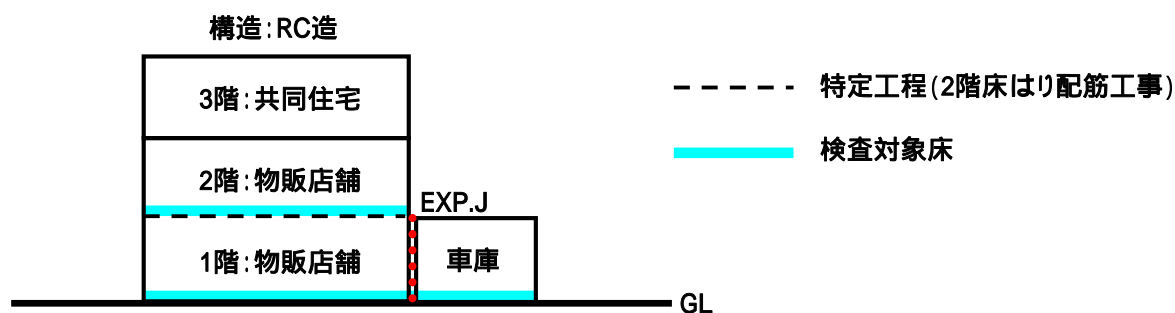 構造:RC造
3階:共同住宅
2階:物販店舗
EXP.J
1階:物販店舗
車庫
GL
特定工程(2階床はり配筋工事)
検査対象床